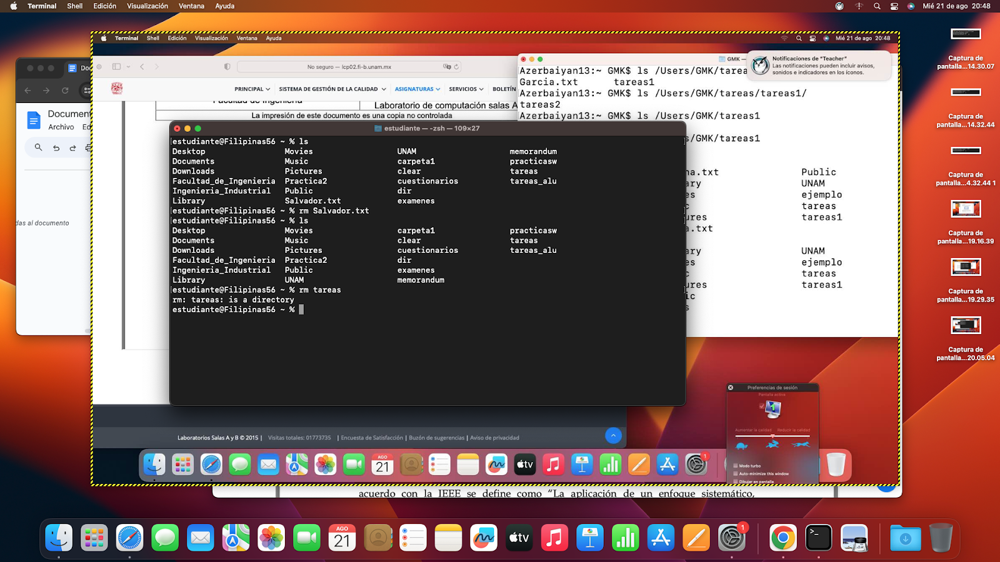 Terminal Shell Edición Visualización Ventana Ayuda
Mié 21 de ago 20:48
Terminal Shell Edición Visualización Ventana Ayuda
Mié 21 de ago 20:48
No seguro — lcp02.fi-b.unam.mx
PRINCIPAL SISTEMA DE GESTIÓN DE LA CALIDAD ASIGNATURAS SERVICIOS BOLETÍN
Facultad de Ingeniería
Laboratorio de computación salas A
La impresión de este documento es una copia no controlada
GMK —
Azerbaiyan13:~ GMK$ ls /Users/GMK/tarea
Garcia.txt tareas1
Azerbaiyan13:~ GMK$ ls /Users/GMK/tareas/tareas1/
tareas2
Azerbaiyan13:~ GMK$ ls /Users/GMK/tareas1
s/GMK/tareas1
na.txt Public
ary UNAM
es ejemplo
c tareas
ures tareas1
a.txt
ary UNAM
es ejemplo
c tareas
ures tareas1
ic
s
Notificaciones de “Teacher”
Las notificaciones pueden incluir avisos,
sonidos e indicadores en los íconos.
estudiante — -zsh — 109×27
estudiante@Filipinas56 ~ % ls
Desktop Movies UNAM memorandum
Documents Music carpeta1 practicasw
Downloads Pictures clear tareas
Facultad_de_Ingenieria Practica2 cuestionarios tareas_alu
Ingenieria_Industrial Public dir
Library Salvador.txt examenes
estudiante@Filipinas56 ~ % rm Salvador.txt
estudiante@Filipinas56 ~ % ls
Desktop Movies carpeta1 practicasw
Documents Music clear tareas
Downloads Pictures cuestionarios tareas_alu
Facultad_de_Ingenieria Practica2 dir
Ingenieria_Industrial Public examenes
Library UNAM memorandum
estudiante@Filipinas56 ~ % rm tareas
rm: tareas: is a directory
estudiante@Filipinas56 ~ %
Do
Document
Archivo Ed
das al documento
Captura de
pantalla...14.30.07
Captura de
pantalla...14.32.44
Captura de
pantalla...4.32.44 1
Captura de
pantalla...19.16.39
Captura de
pantalla...19.29.35
Captura de
pantalla...20.05.04
Preferencias de sesión
Pantalla activa
1
Aumentar la calidad Reducir la calidad
Modo turbo
Auto-minimize this window
Dibujar en pantalla
Laboratorios Salas A y B © 2015 | Visitas totales: 01773735 | Encuesta de Satisfacción | Buzón de sugerencias | Aviso de privacidad
AGO
21
tv
1
acuerdo con la IEEE se define como “La aplicación de un enfoque sistemático,
AGO
21
tv
1